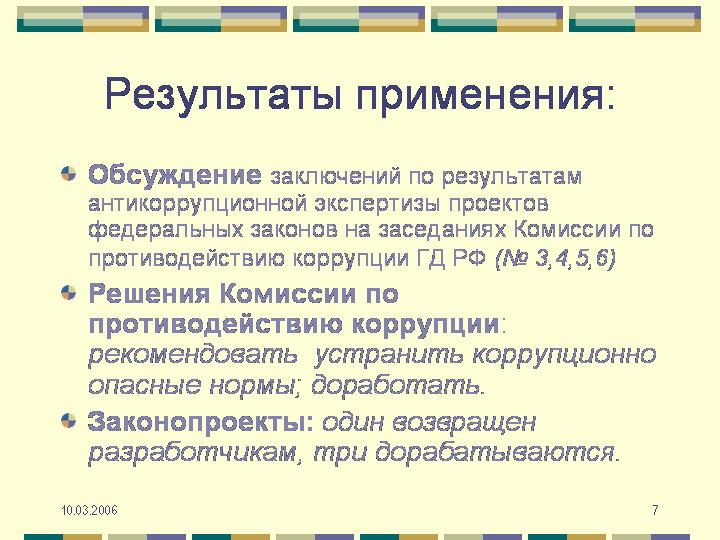 Результаты применения:
Обсуждение заключений по результатам
антикоррупционной экспертизы проектов
федеральных законов на заседаниях Комиссии по
противодействию коррупции ГД РФ (№ 3,4,5,6)
Решения Комиссии по
противодействию коррупции:
рекомендовать устранить коррупционно
опасные нормы; доработать.
Законопроекты: один возвращен
разработчикам, три дорабатываются.
10.03.2006
7